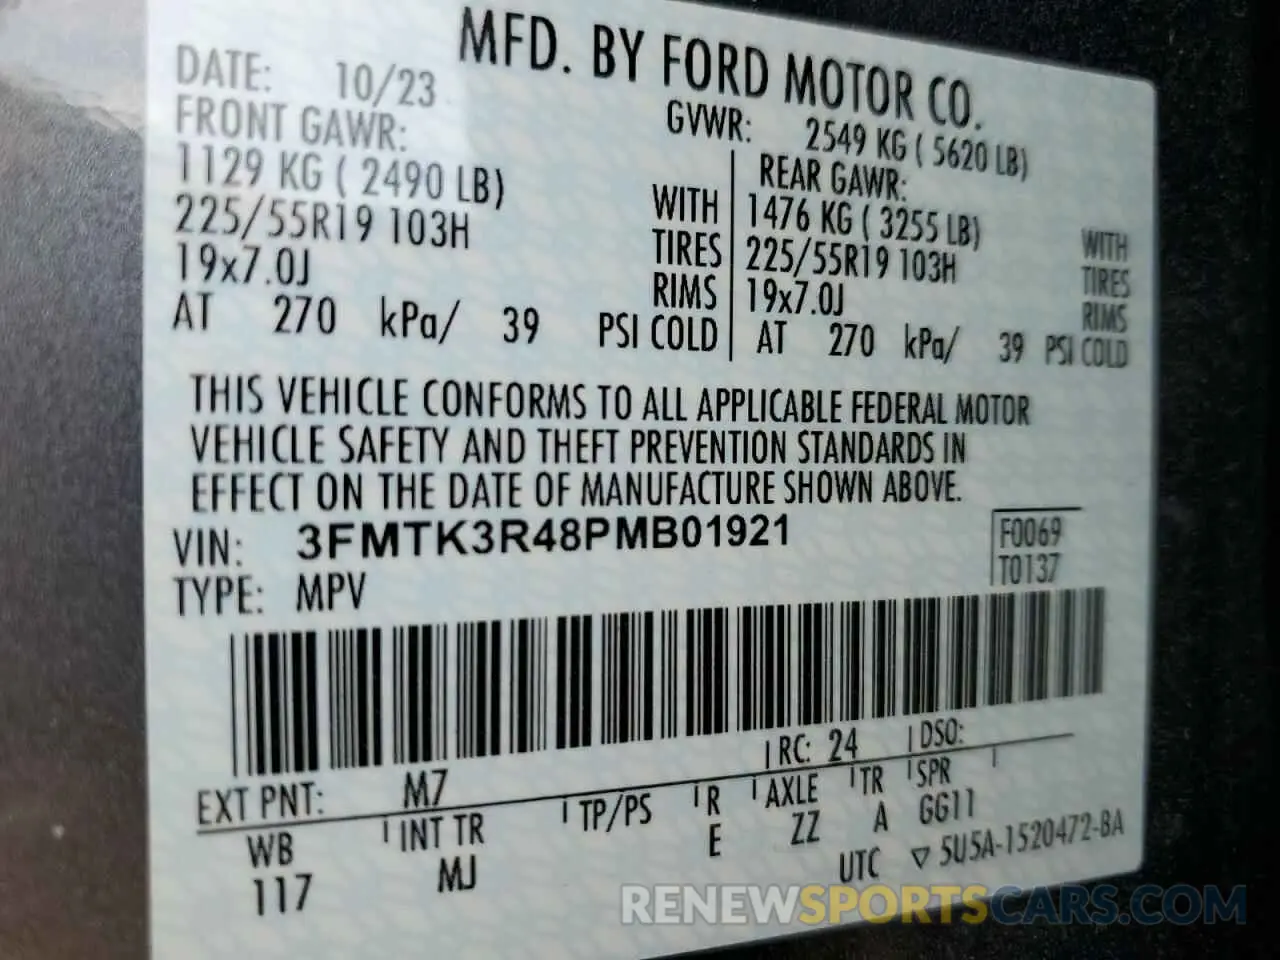 MFD. BY FORD MOTOR CO.
DATE: 10/23
GVWR: 2549 KG ( 5620 LB)
FRONT GAWR:
1129 KG ( 2490 LB) WITH
225/55R19 103H TIRES
19x7.0J RIMS
AT 270 kPa/ 39 PSI COLD
REAR GAWR:
1476 KG ( 3255 LB) WITH
225/55R19 103H TIRES
19x7.0J RIMS
AT 270 kPa/ 39 PSI COLD
THIS VEHICLE CONFORMS TO ALL APPLICABLE FEDERAL MOTOR
VEHICLE SAFETY AND THEFT PREVENTION STANDARDS IN
EFFECT ON THE DATE OF MANUFACTURE SHOWN ABOVE.
VIN: 3FMTK3R48PMB01921
F0069
TYPE: MPV
T0137
EXT PNT: M7 RC: 24 DSO:
WB INT TR TP/PS R AXLE TR SPR
117 MJ E ZZ A GG11
UTC ▽ 5U5A-1520472-BA
RENEWSPORTSCARS.COM